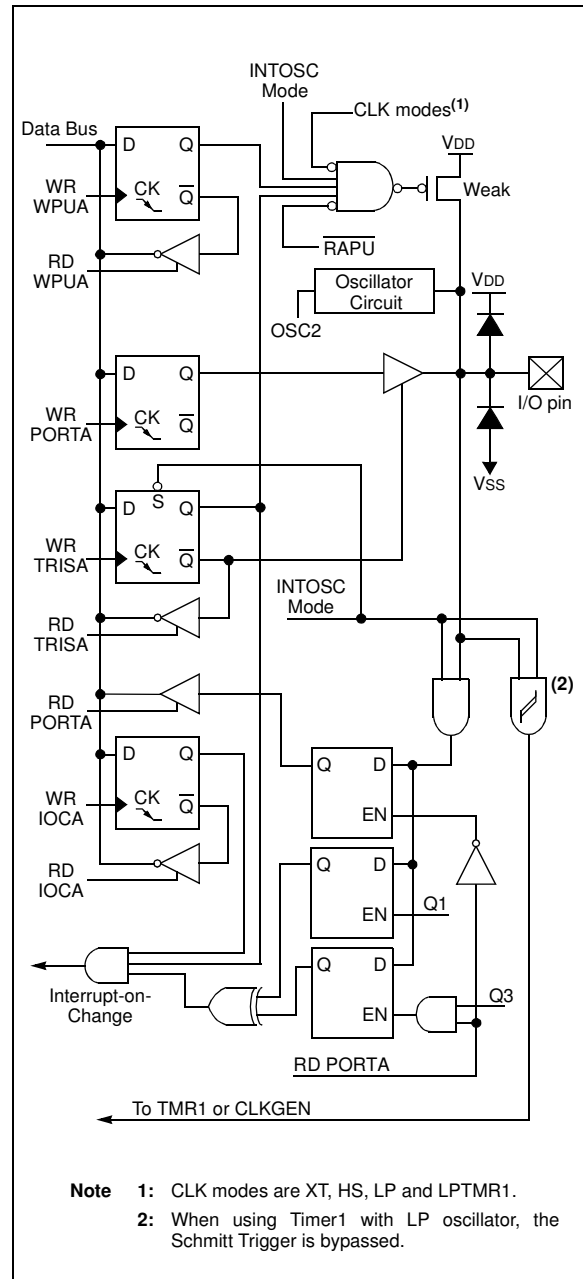 INTOSC
Mode
CLK modes(1)
Data Bus
VDD
D Q
WR
WPUA
CK Q
Weak
RD
WPUA
RAPU
Oscillator
Circuit
VDD
OSC2
D Q
I/O pin
WR
PORTA
CK Q
VSS
S
D Q
WR
TRISA
CK Q
INTOSC
Mode
RD
TRISA
(2)
RD
PORTA
D Q
Q D
WR
IOCA
CK Q
EN
RD
IOCA
Q D
EN Q1
Q D
Interrupt-on-
Change
EN
Q3
RD PORTA
To TMR1 or CLKGEN
Note 1: CLK modes are XT, HS, LP and LPTMR1.
2: When using Timer1 with LP oscillator, the
Schmitt Trigger is bypassed.